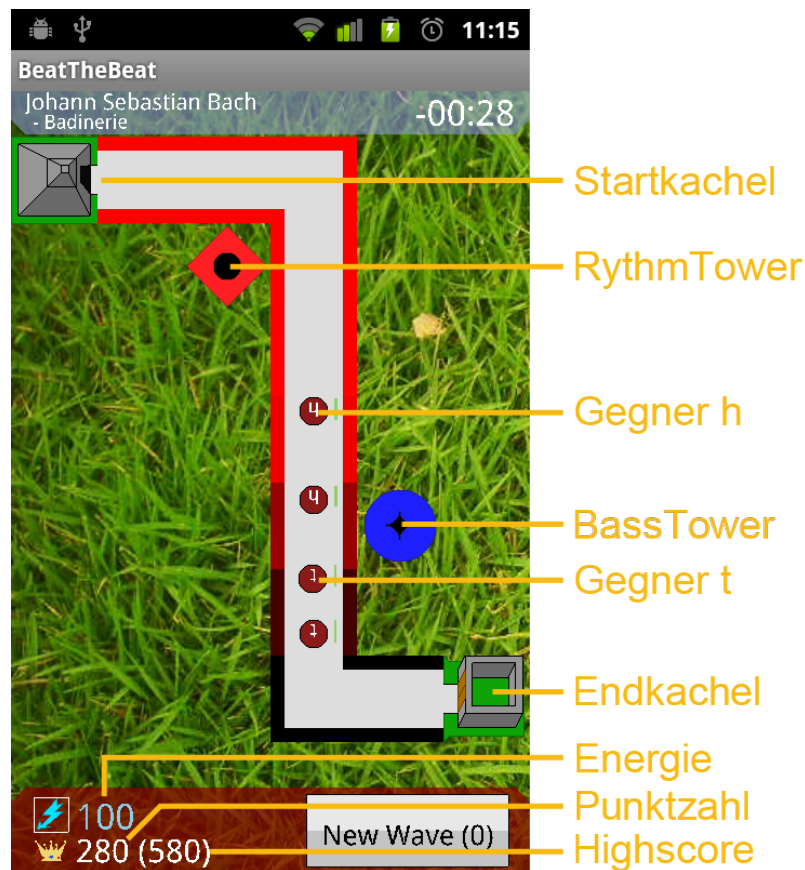 11:15
BeatTheBeat
Johann Sebastian Bach
- Badinerie
-00:28
Startkachel
RythmTower
h
Gegner h
h
BassTower
t
Gegner t
t
Endkachel
Energie
100
Punktzahl
280 (580)
New Wave (0)
Highscore